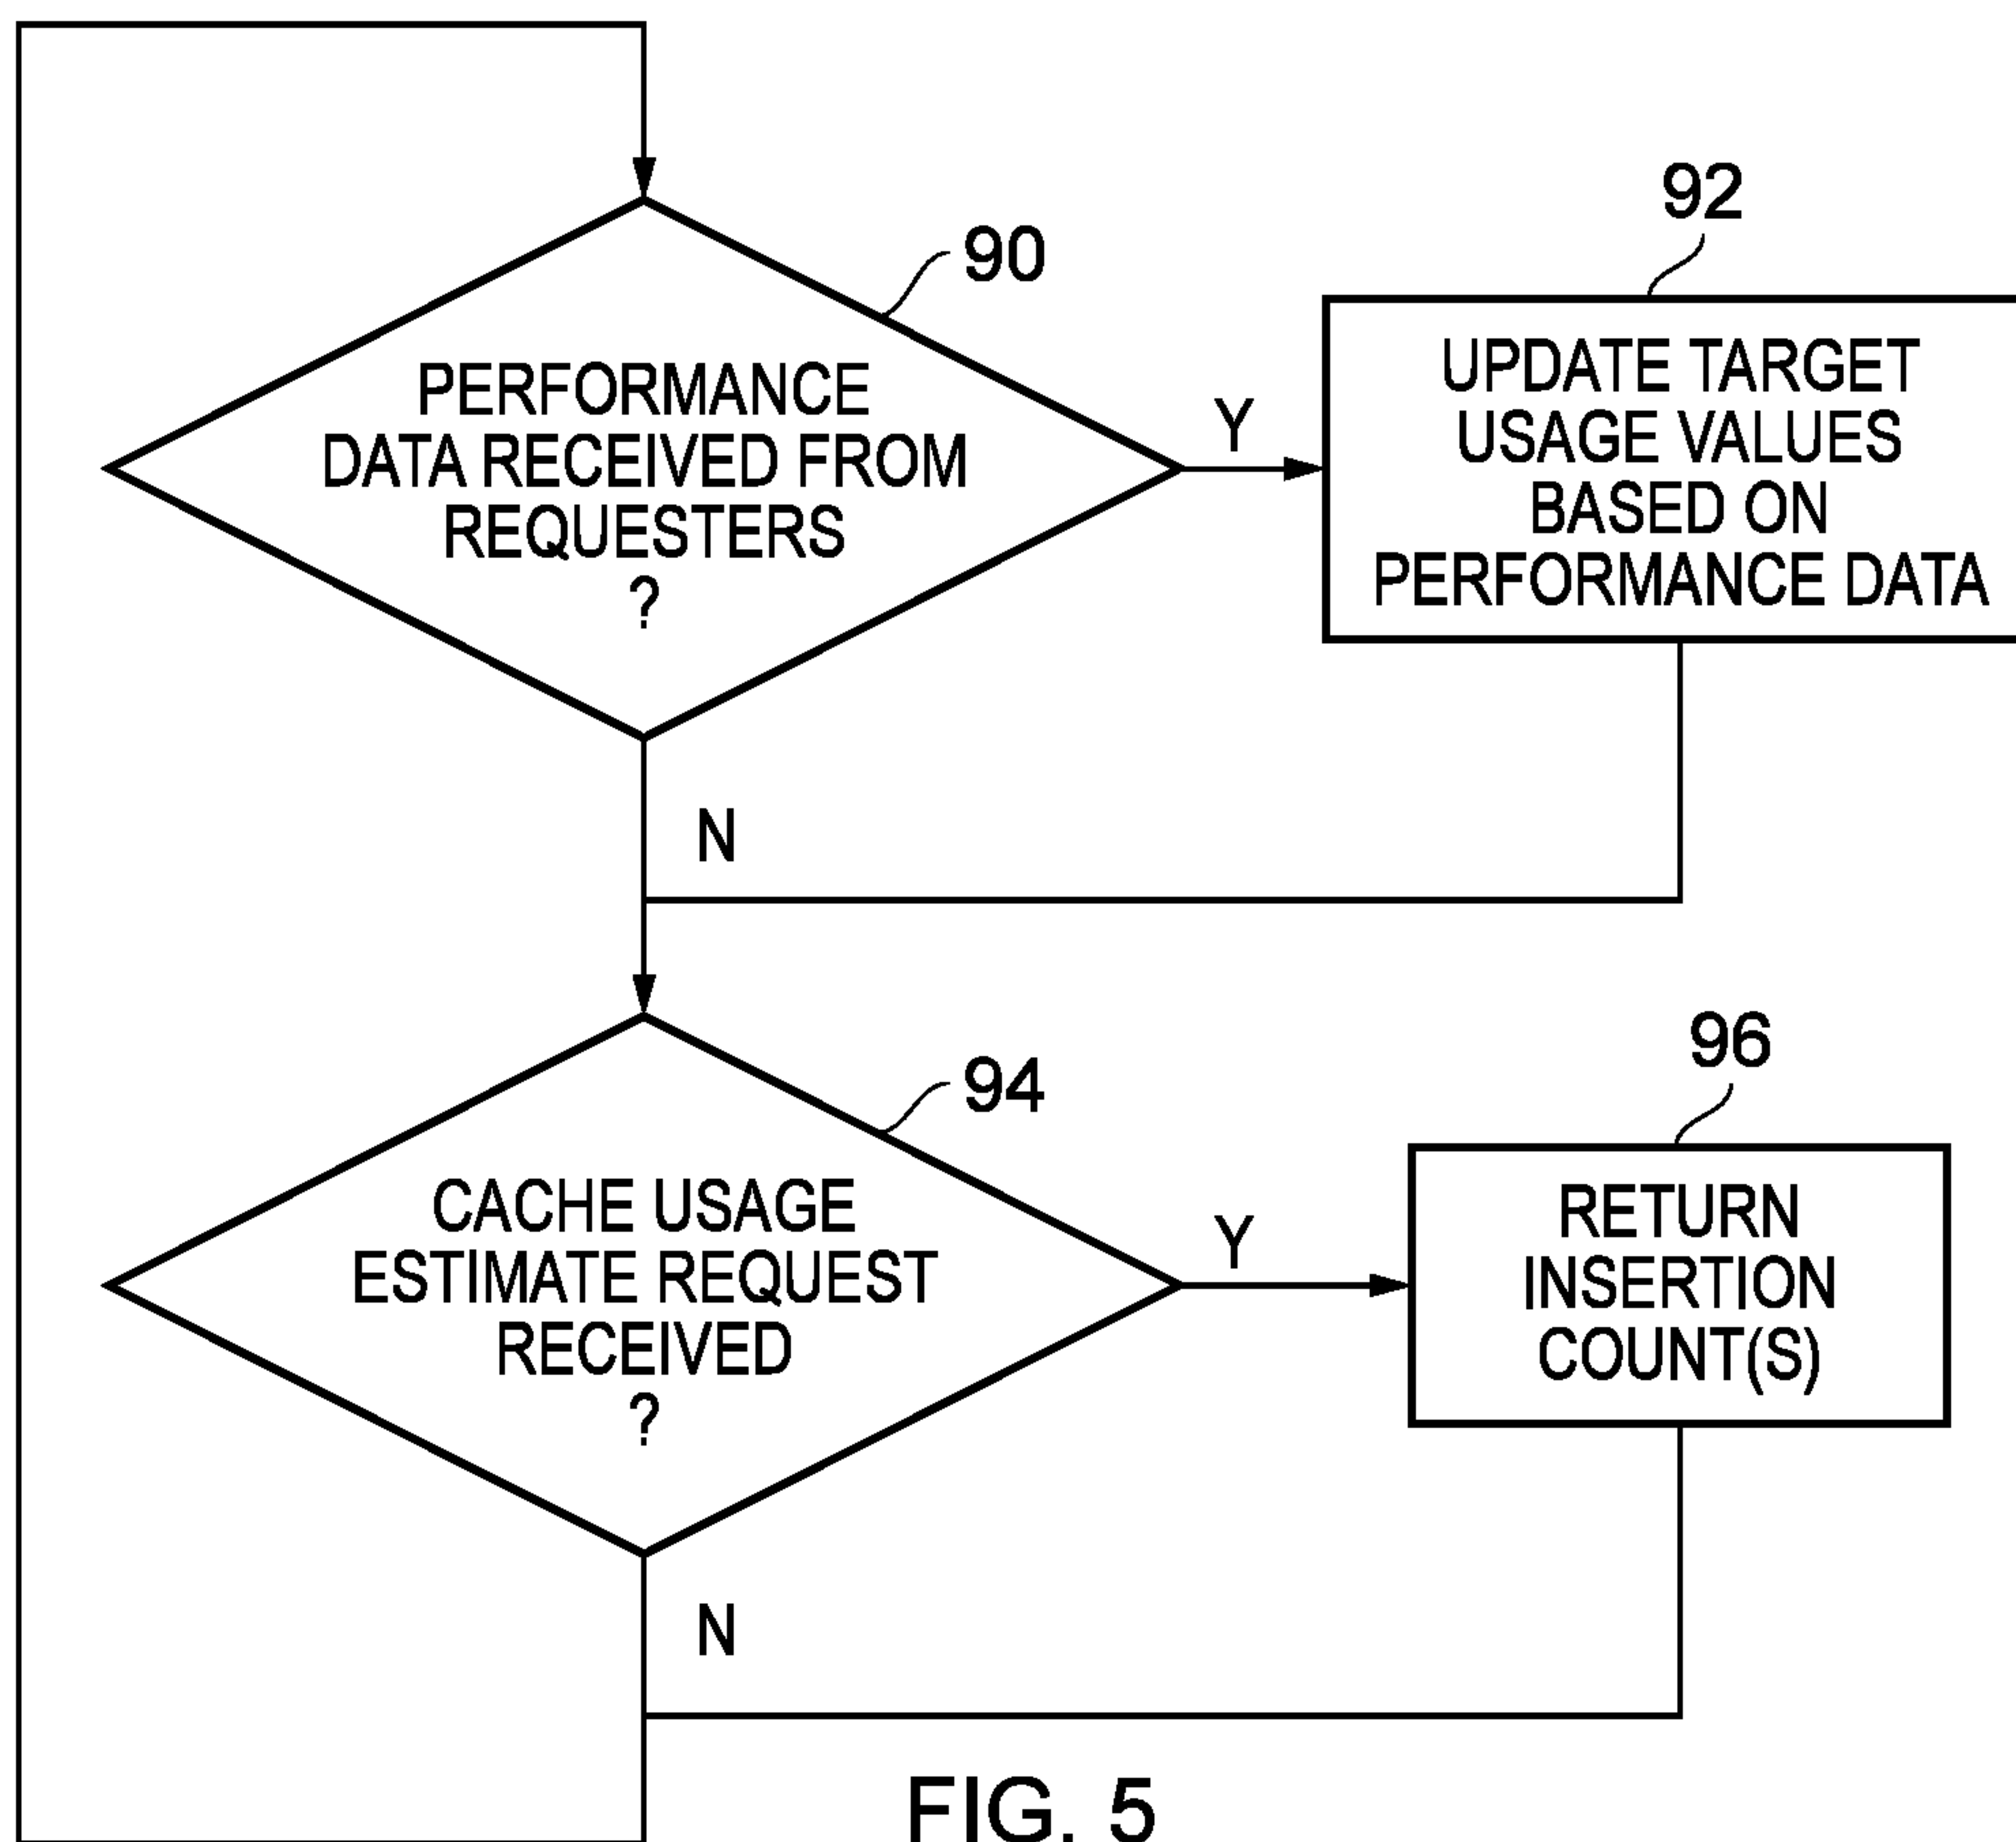 90
PERFORMANCE
DATA RECEIVED FROM
REQUESTERS
?
Y
92
UPDATE TARGET
USAGE VALUES
BASED ON
PERFORMANCE DATA
N
94
CACHE USAGE
ESTIMATE REQUEST
RECEIVED
?
Y
96
RETURN
INSERTION
COUNT(S)
N
FIG. 5